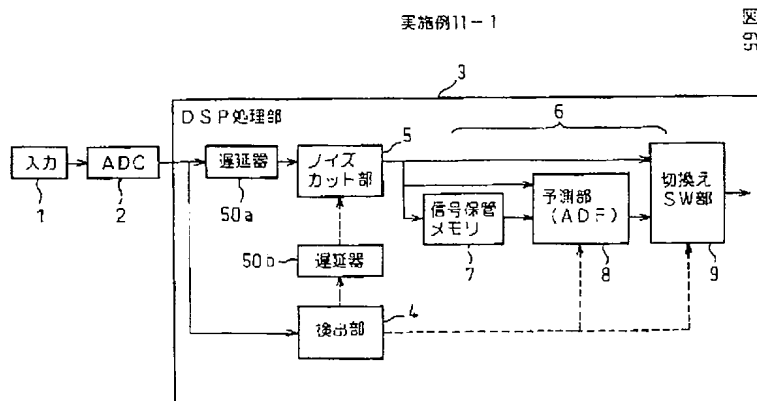 実施例11-1
図65
3
DSP処理部
6
5
入力
ADC
遅延器
ノイズ
カット部
切換え
SW部
1
2
50a
信号保管
メモリ
予測部
(ADF)
50b
遅延器
7
8
9
4
検出部